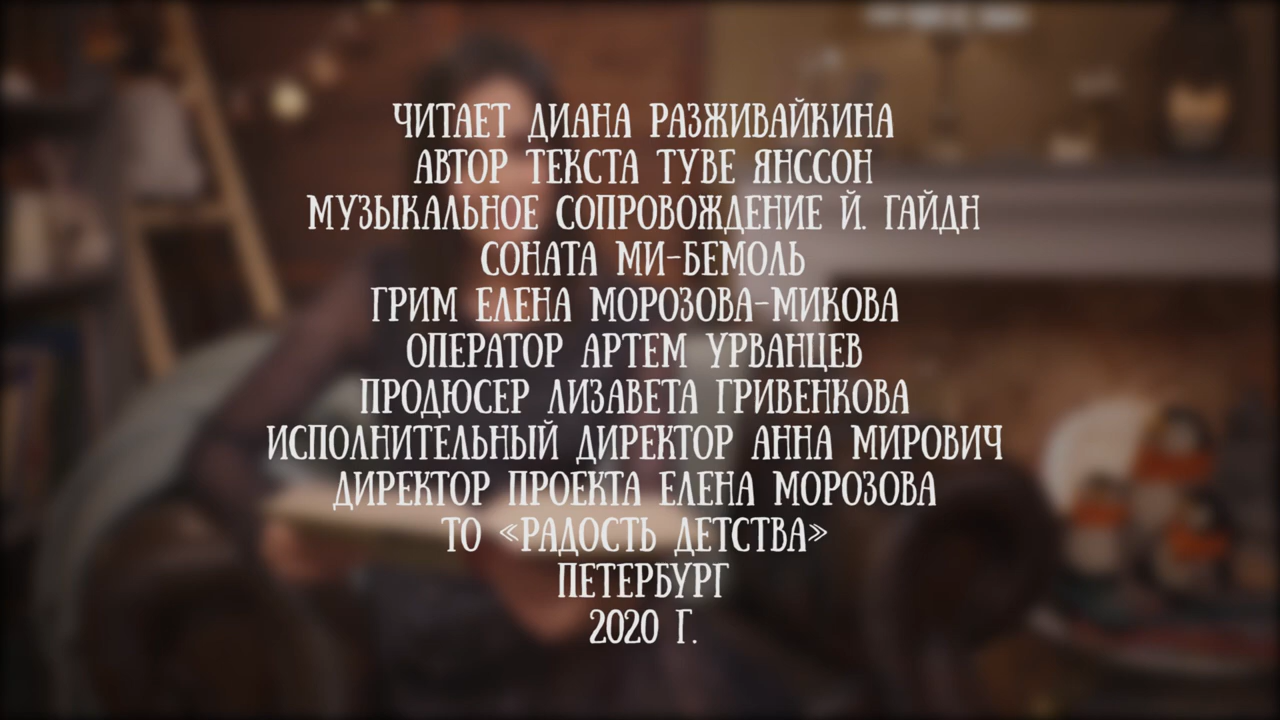 ЧИТАЕТ ДИАНА РАЗЖИВАЙКИНА
АВТОР ТЕКСТА ТУВЕ ЯНССОН
МУЗЫКАЛЬНОЕ СОПРОВОЖДЕНИЕ Й. ГАЙДН
СОНАТА МИ-БЕМОЛЬ
ГРИМ ЕЛЕНА МОРОЗОВА-МИКОВА
ОПЕРАТОР АРТЕМ УРВАНЦЕВ
ПРОДЮСЕР ЛИЗАВЕТА ГРИВЕНКОВА
ИСПОЛНИТЕЛЬНЫЙ ДИРЕКТОР АННА МИРОВИЧ
ДИРЕКТОР ПРОЕКТА ЕЛЕНА МОРОЗОВА
ТО «РАДОСТЬ ДЕТСТВА»
ПЕТЕРБУРГ
2020 Г.